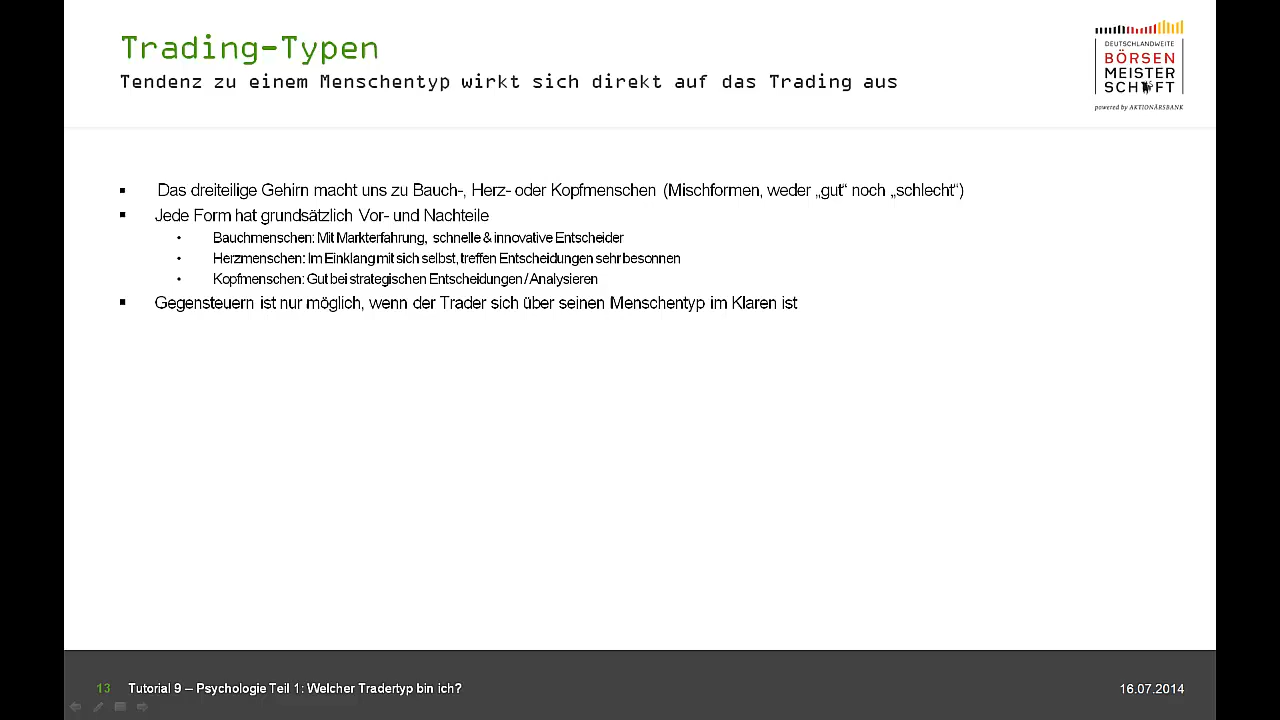 Trading-Typen
Tendenz zu einem Menschentyp wirkt sich direkt auf das Trading aus
DEUTSCHLANDWEITE
BÖRSEN
MEISTER
SCHAFT
powered by AKTIONÄRSBANK
▪ Das dreiteilige Gehirn macht uns zu Bauch-, Herz- oder Kopfmenschen (Mischformen, weder „gut“ noch „schlecht“)
▪ Jede Form hat grundsätzlich Vor- und Nachteile
• Bauchmenschen: Mit Markterfahrung, schnelle & innovative Entscheider
• Herzmenschen: Im Einklang mit sich selbst, treffen Entscheidungen sehr besonnen
• Kopfmenschen: Gut bei strategischen Entscheidungen / Analysieren
▪ Gegensteuern ist nur möglich, wenn der Trader sich über seinen Menschentyp im Klaren ist
13 Tutorial 9 – Psychologie Teil 1: Welcher Tradertyp bin ich? 16.07.2014